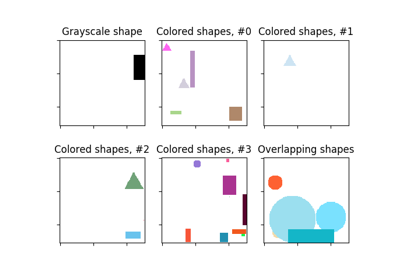 Grayscale shape
Colored shapes, #0
Colored shapes, #1
Colored shapes, #2
Colored shapes, #3
Overlapping shapes